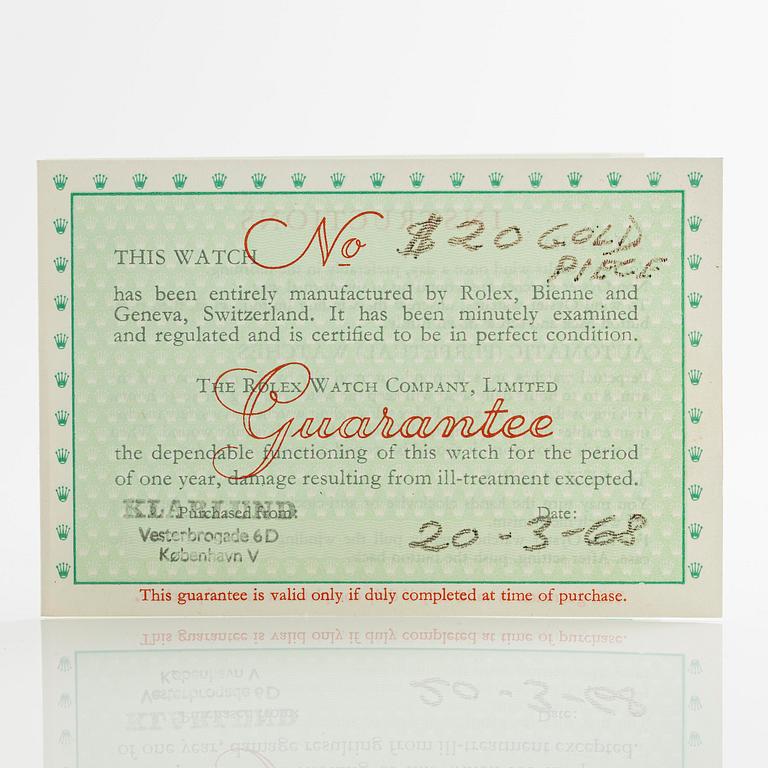 THIS WATCH No $20 GOLD
PIECE
has been entirely manufactured by Rolex, Bienne and
Geneva, Switzerland. It has been minutely examined
and regulated and is certified to be in perfect condition.
THE ROLEX WATCH COMPANY, LIMITED
Guarantee
the dependable functioning of this watch for the period
of one year, damage resulting from ill-treatment excepted.
KLARLUND
Purchased from: Date:
Vesterbrogade 6 D
København V
20-3-68
This guarantee is valid only if duly completed at time of purchase.